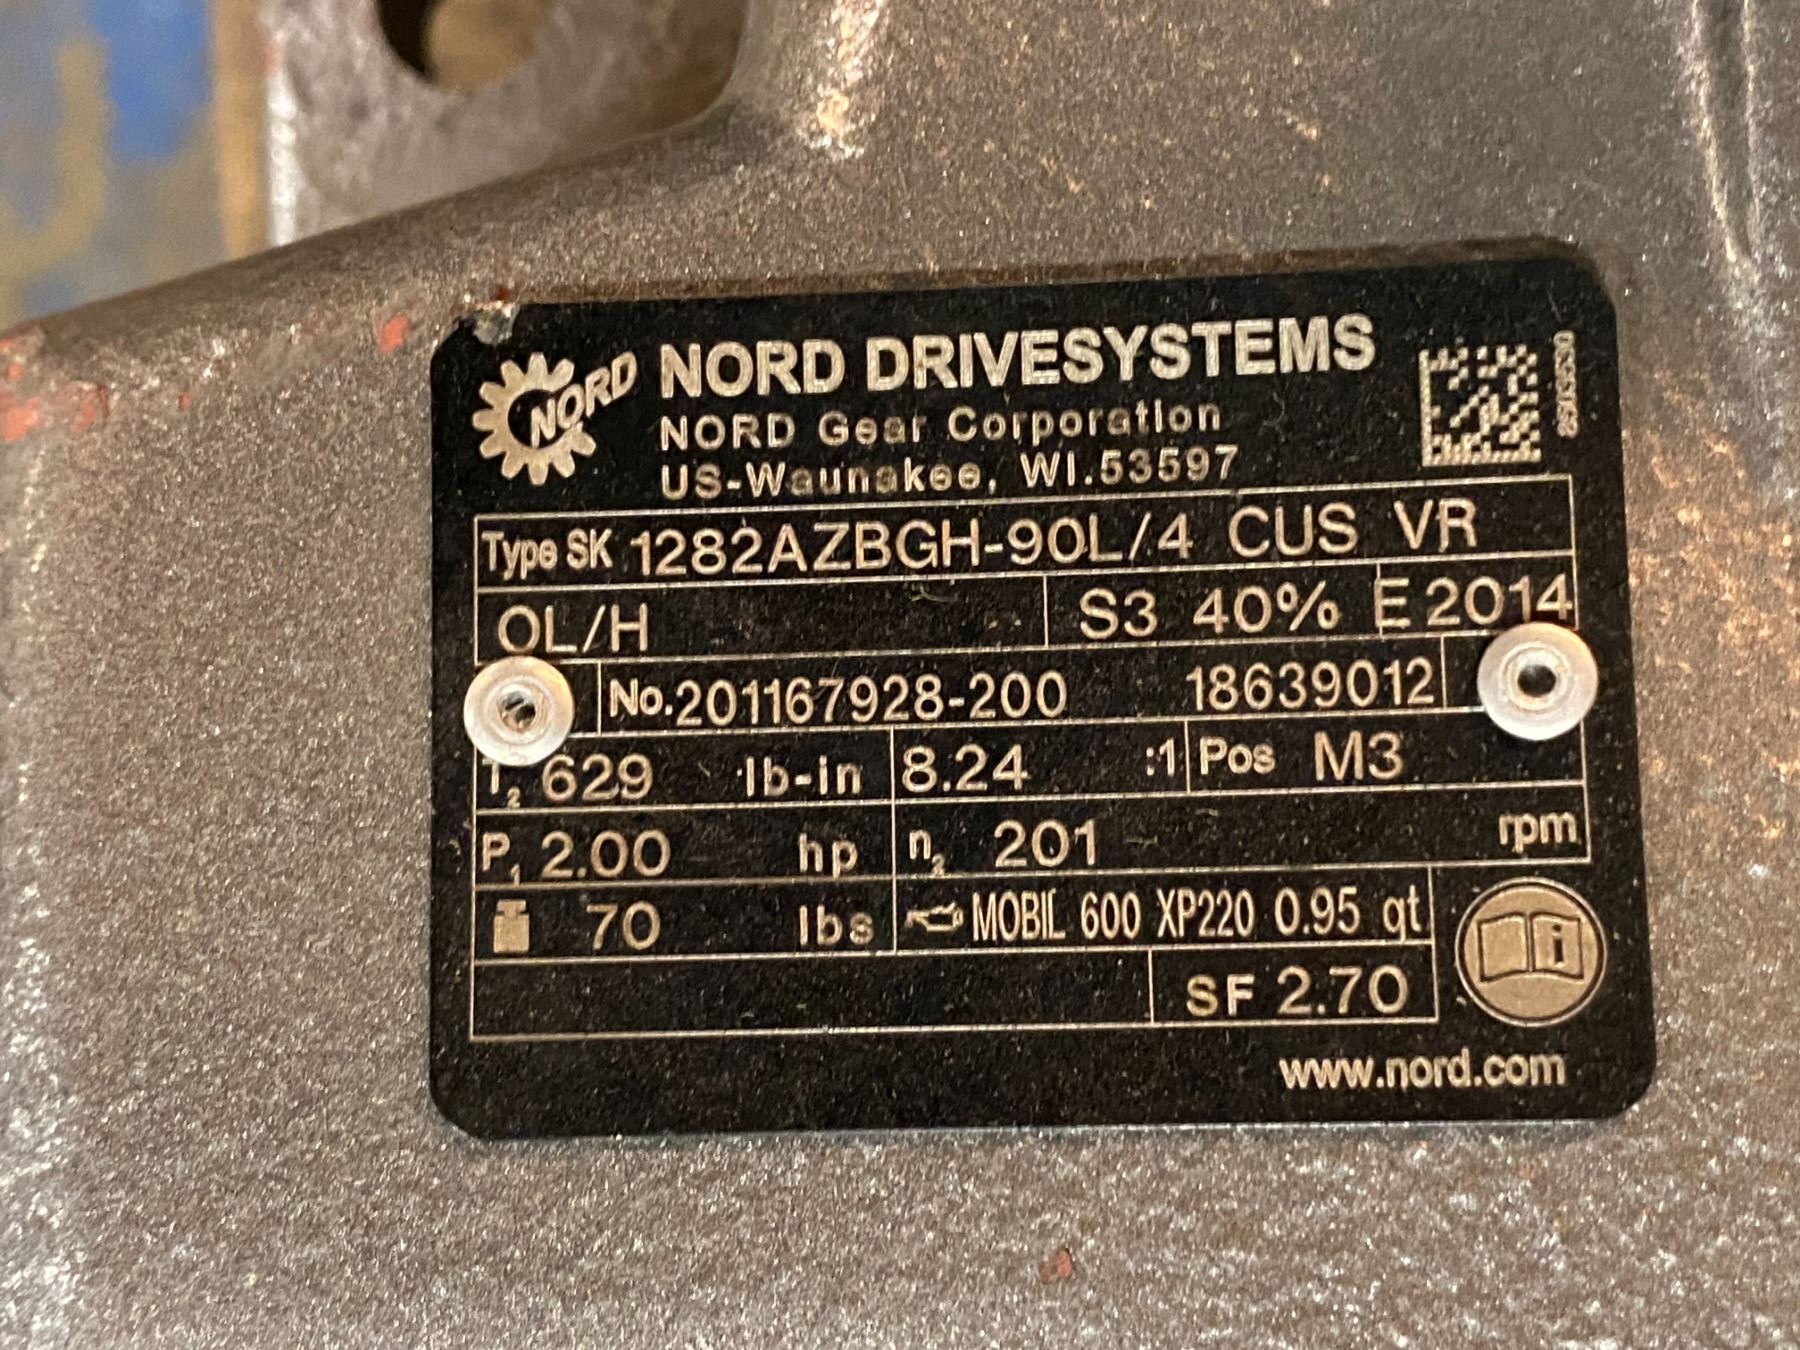 NORD
NORD DRIVESYSTEMS
NORD Gear Corporation
US-Waunakee, WI.53597
Type SK 1282AZBGH-90L/4 CUS VR
OL/H S3 40% E 2014
No.201167928-200 18639012
T2 629 lb-in 8.24 :1 Pos M3
P1 2.00 hp n2 201 rpm
70 lbs MOBIL 600 XP220 0.95 qt
i
SF 2.70
www.nord.com